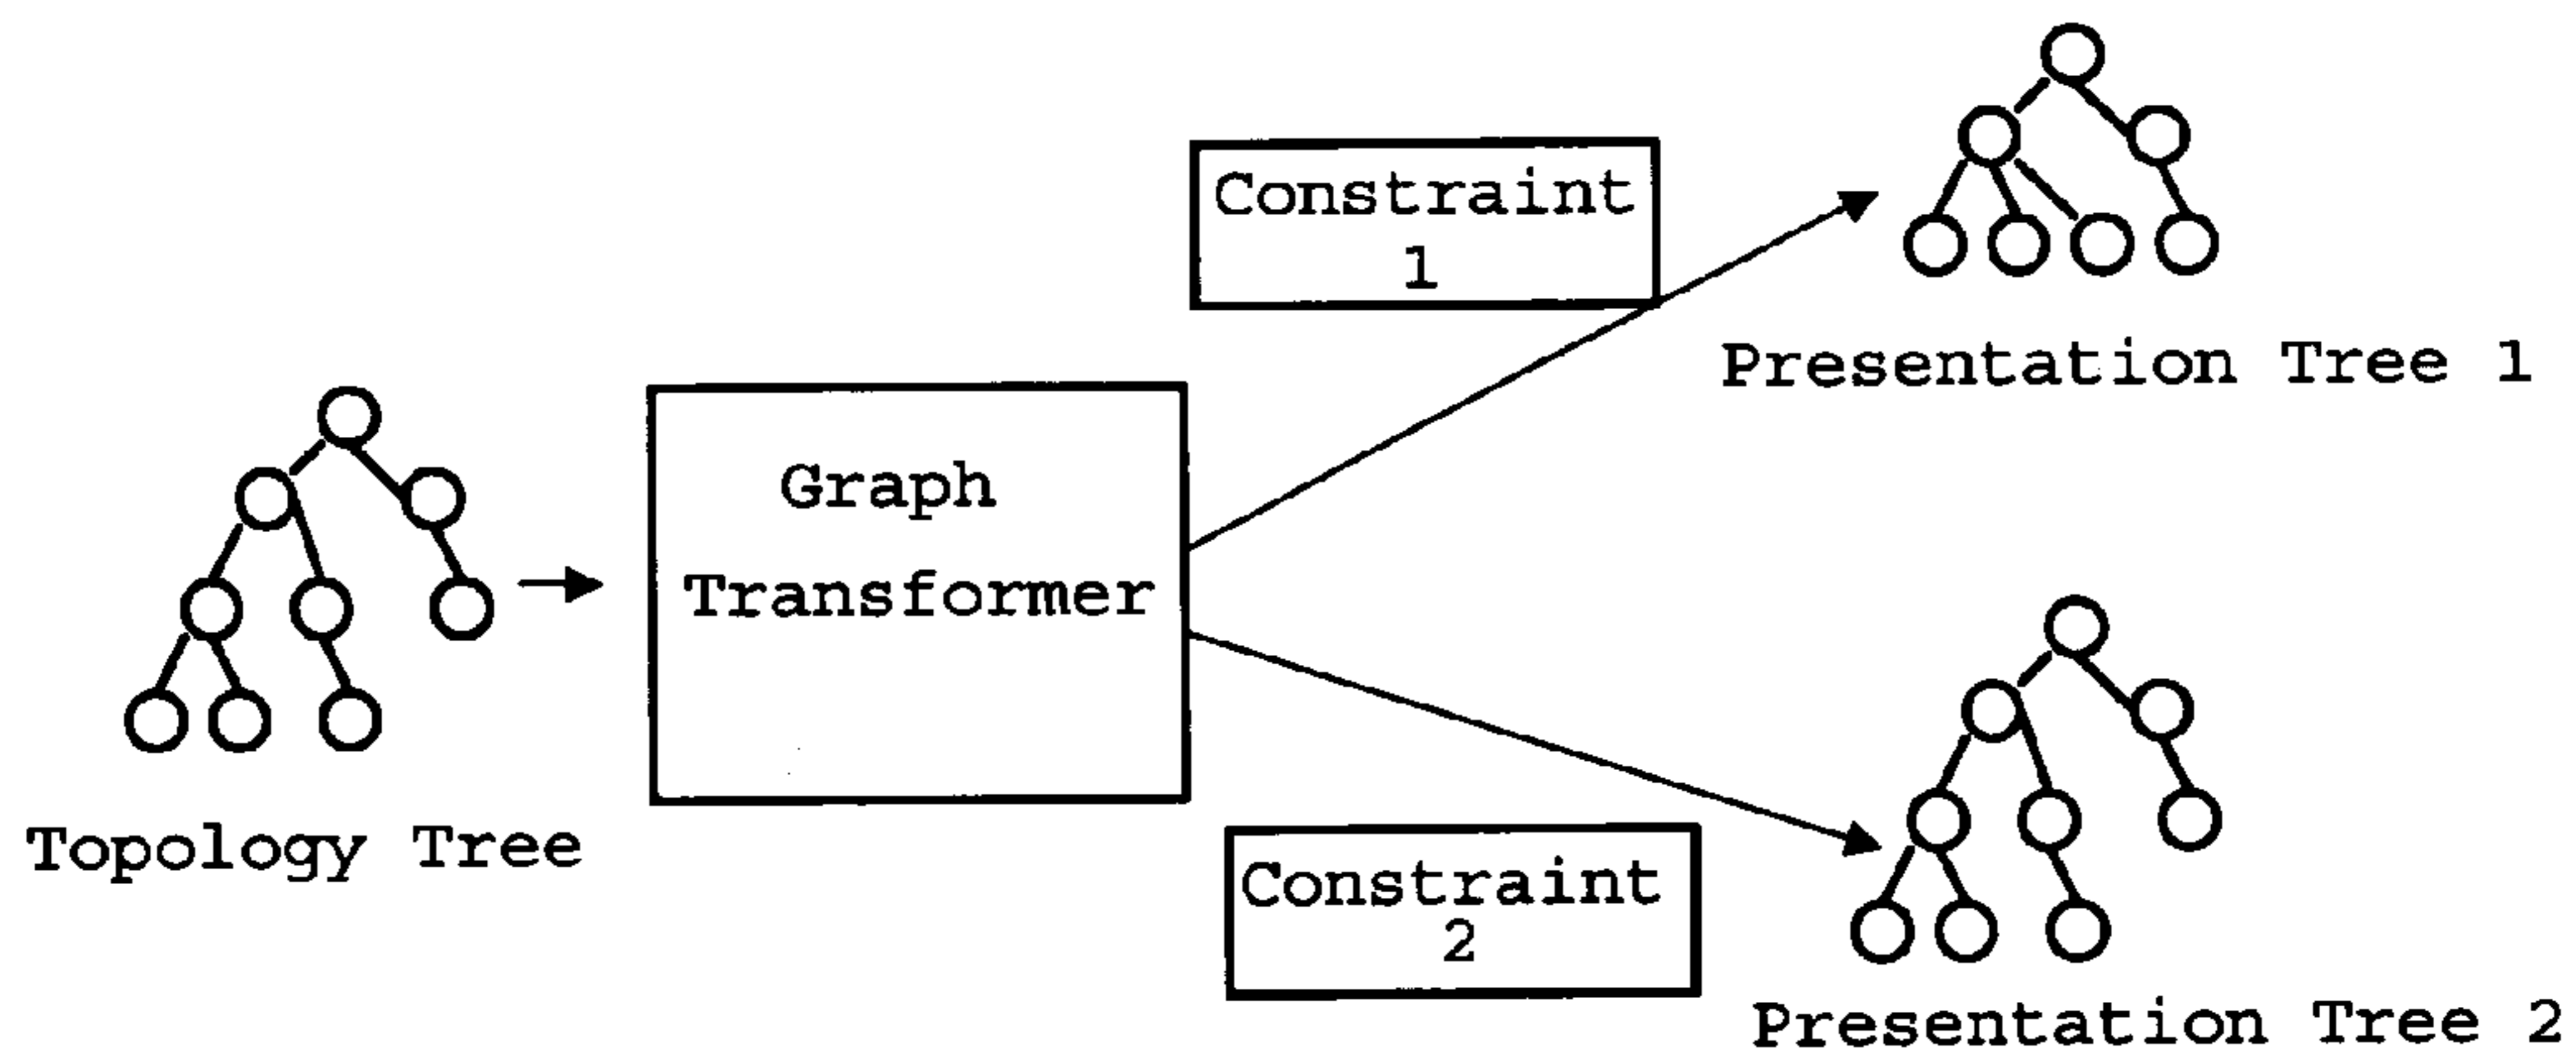 Constraint
1
Presentation Tree 1
Graph
Transformer
Topology Tree
Constraint
2
Presentation Tree 2